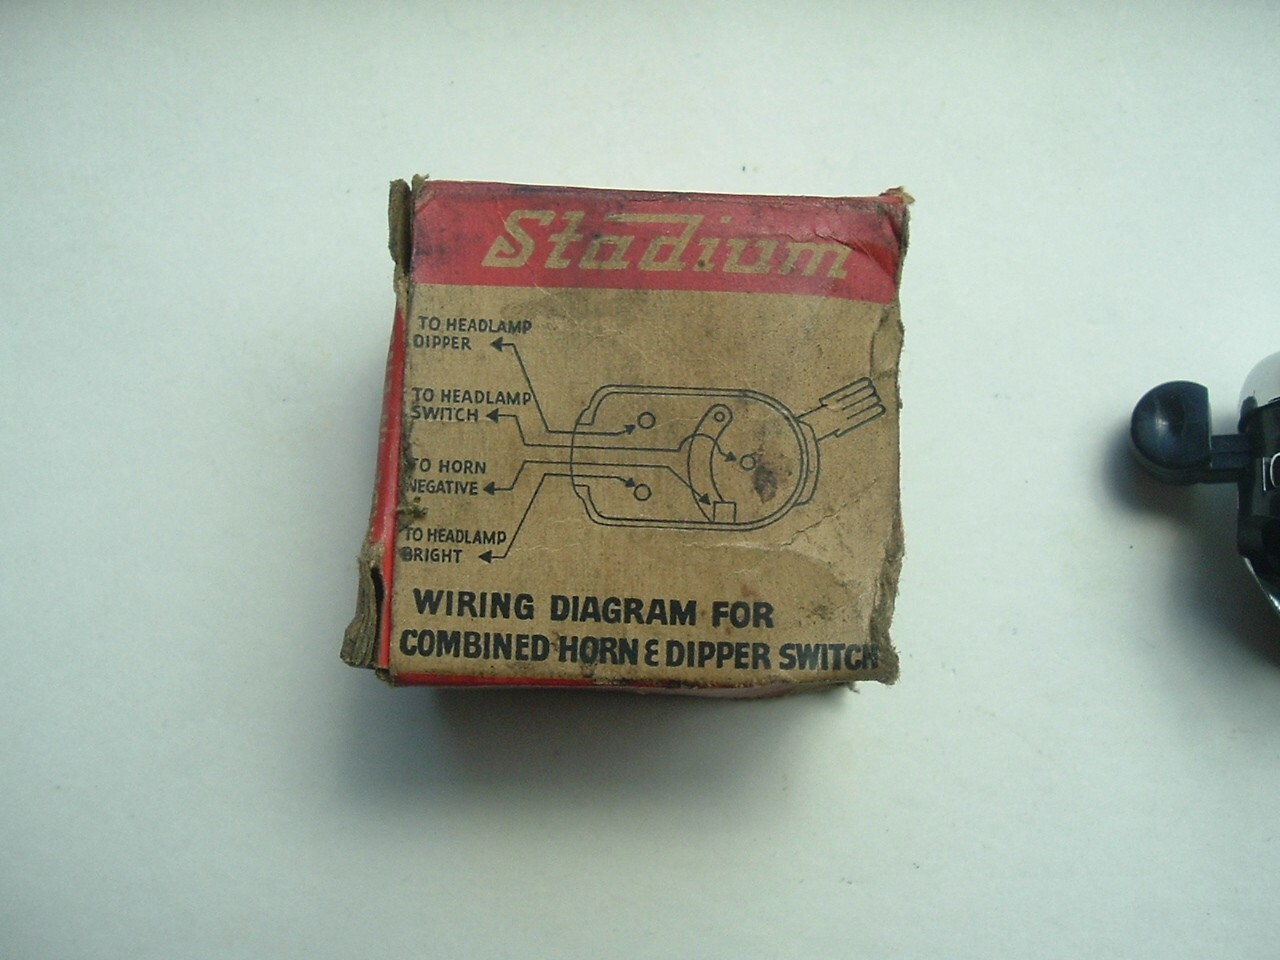 Stadium
TO HEADLAMP
DIPPER
TO HEADLAMP
SWITCH
TO HORN
NEGATIVE
TO HEADLAMP
BRIGHT
WIRING DIAGRAM FOR
COMBINED HORN & DIPPER SWITCH